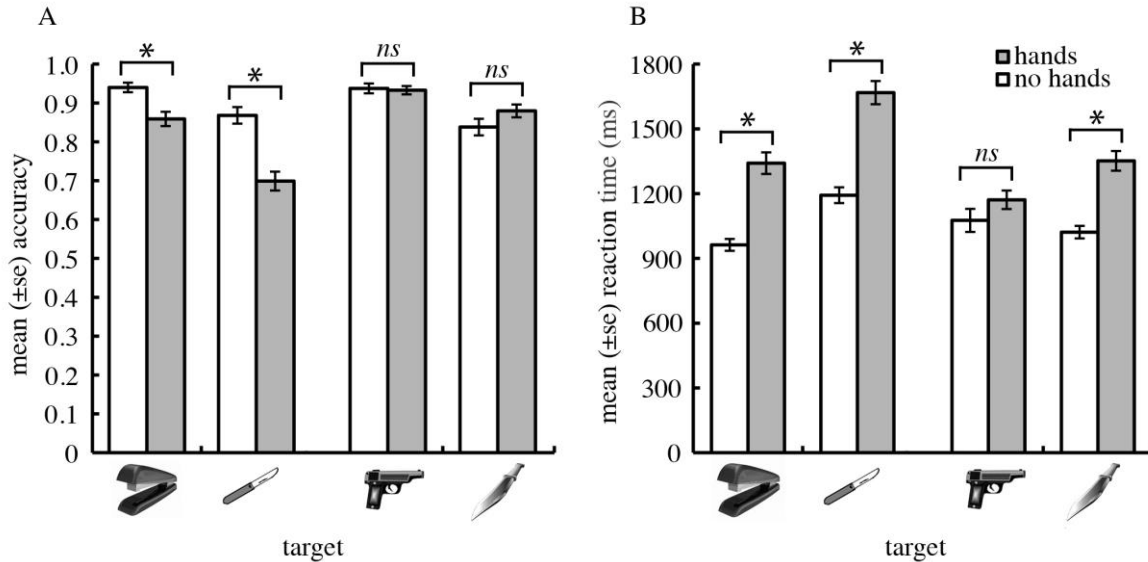 A
mean (±se) accuracy
1.0
0.9
0.8
0.7
0.6
0.5
0.4
0.3
0.2
0.1
0
*
*
ns
ns
target
B
mean (±se) reaction time (ms)
1800
1500
1200
900
600
300
0
*
*
ns
*
hands
no hands
target